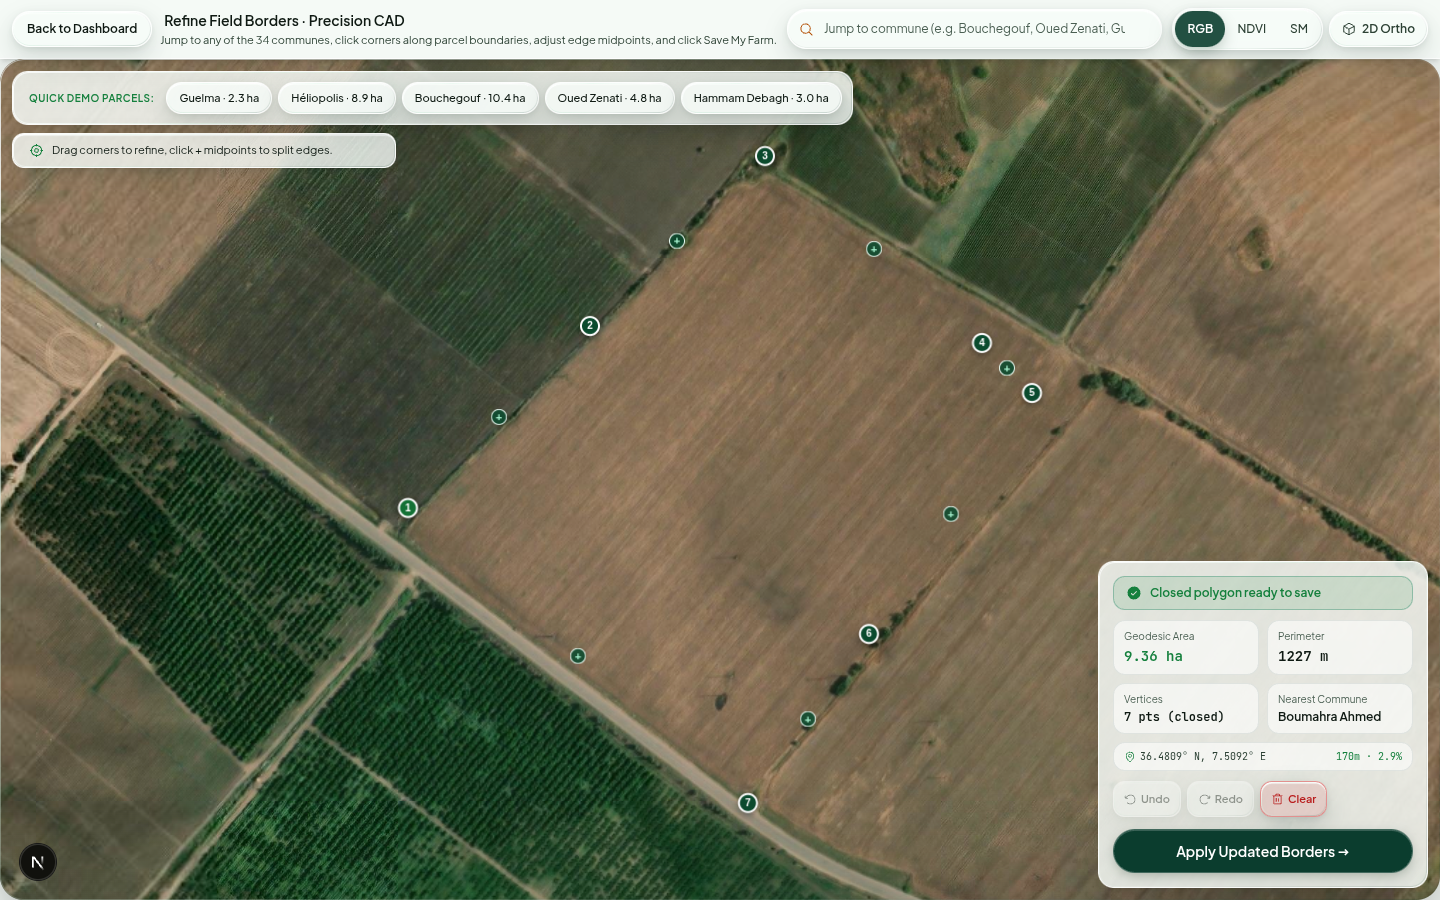 Back to Dashboard
Refine Field Borders · Precision CAD
Jump to any of the 34 communes, click corners along parcel boundaries, adjust edge midpoints, and click Save My Farm.
Jump to commune (e.g. Bouchegouf, Oued Zenati, Gu
RGB
NDVI
SM
2D Ortho
QUICK DEMO PARCELS:
Guelma · 2.3 ha
Héliopolis · 8.9 ha
Bouchegouf · 10.4 ha
Oued Zenati · 4.8 ha
Hammam Debagh · 3.0 ha
Drag corners to refine, click + midpoints to split edges.
3
+
+
2
4
+
5
+
1
+
6
+
+
7
Closed polygon ready to save
Geodesic Area
9.36 ha
Perimeter
1227 m
Vertices
7 pts (closed)
Nearest Commune
Boumahra Ahmed
36.4809° N, 7.5092° E
170m · 2.9%
Undo
Redo
Clear
Apply Updated Borders →
N